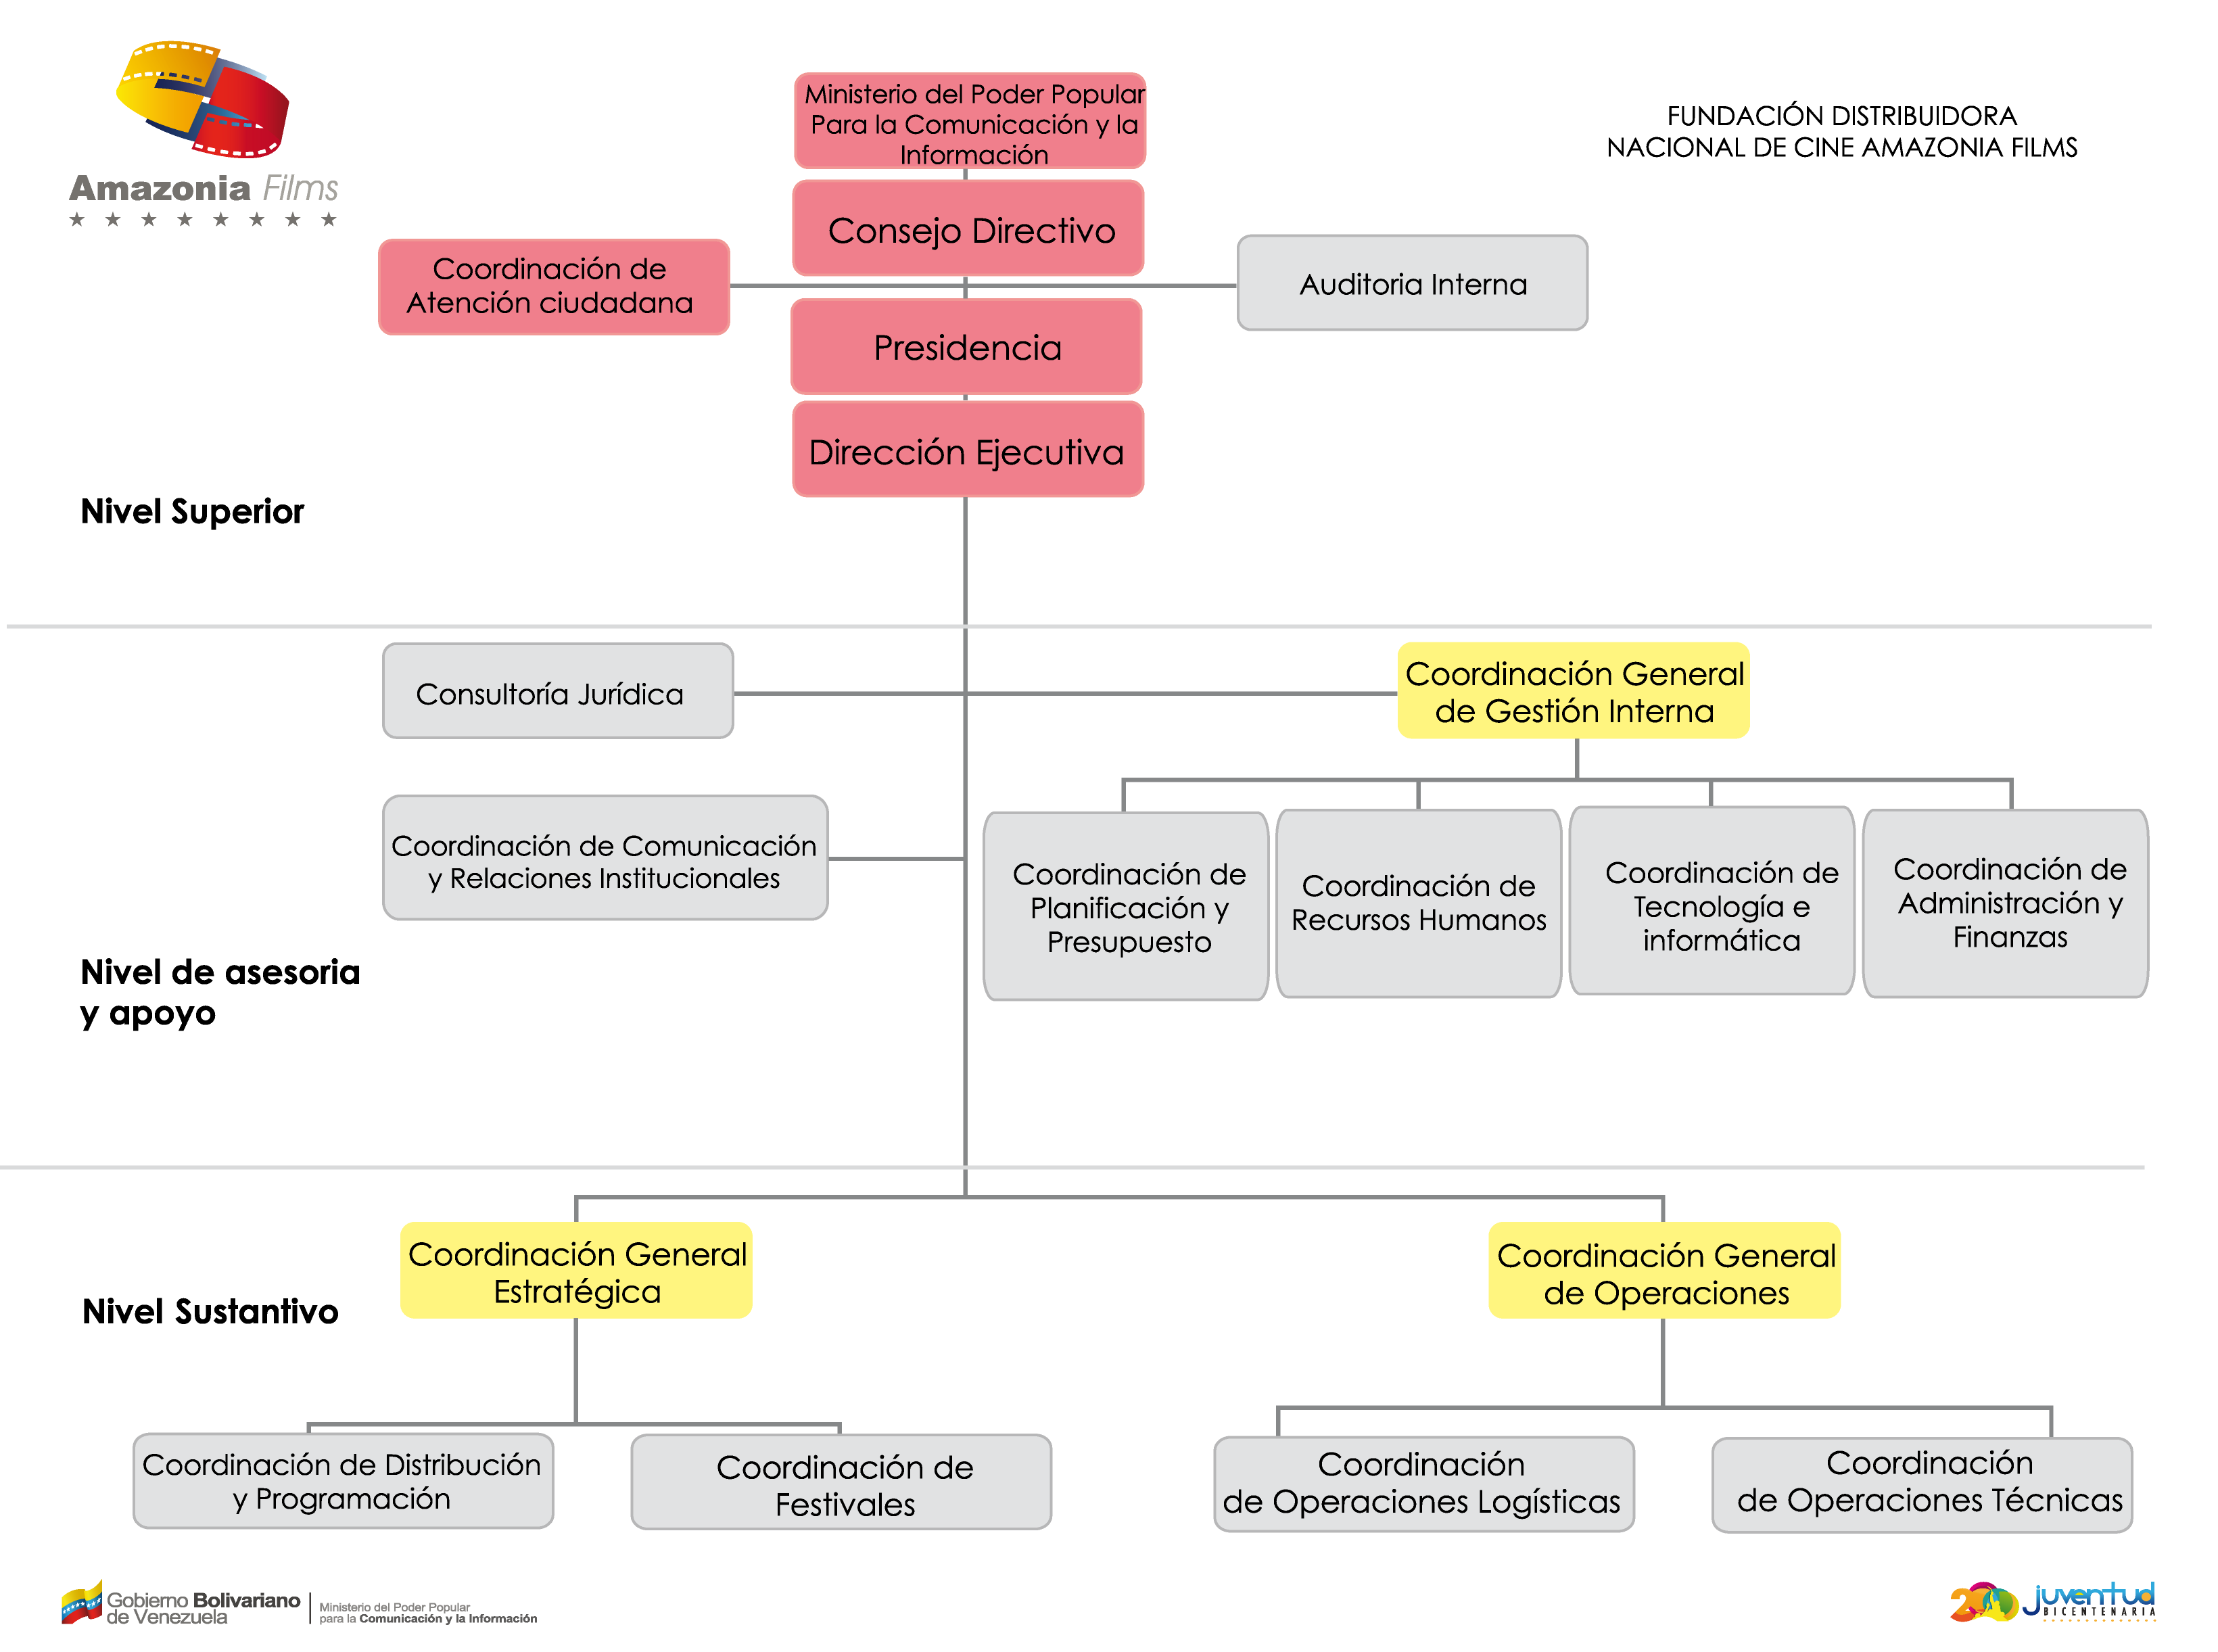 Amazonia Films
FUNDACIÓN DISTRIBUIDORA
NACIONAL DE CINE AMAZONIA FILMS
Ministerio del Poder Popular
Para la Comunicación y la
Información
Consejo Directivo
Coordinación de
Atención ciudadana
Auditoria Interna
Presidencia
Dirección Ejecutiva
Nivel Superior
Consultoría Jurídica
Coordinación General
de Gestión Interna
Coordinación de Comunicación
y Relaciones Institucionales
Coordinación de
Planificación y
Presupuesto
Coordinación de
Recursos Humanos
Coordinación de
Tecnología e
informática
Coordinación de
Administración y
Finanzas
Nivel de asesoria
y apoyo
Coordinación General
Estratégica
Coordinación General
de Operaciones
Nivel Sustantivo
Coordinación de Distribución
y Programación
Coordinación de
Festivales
Coordinación
de Operaciones Logísticas
Coordinación
de Operaciones Técnicas
Gobierno Bolivariano
de Venezuela
Ministerio del Poder Popular
para la Comunicación y la Información
200 juventud
BICENTENARIA